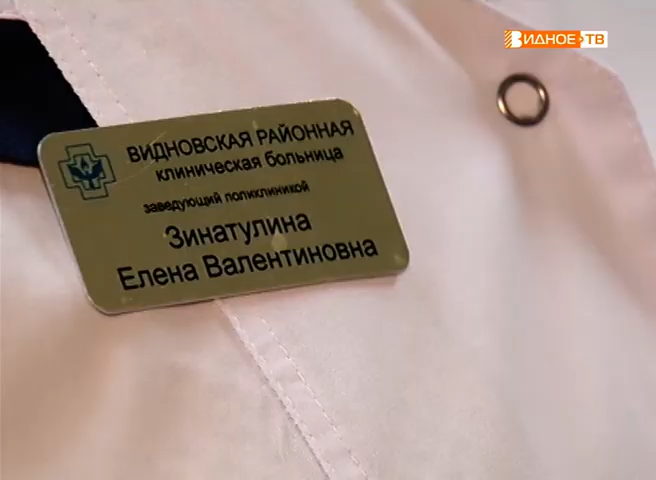 ВИДНОЕ ТВ
ВИДНОВСКАЯ РАЙОННАЯ
клиническая больница
заведующий поликлиникой
Зинатулина
Елена Валентиновна